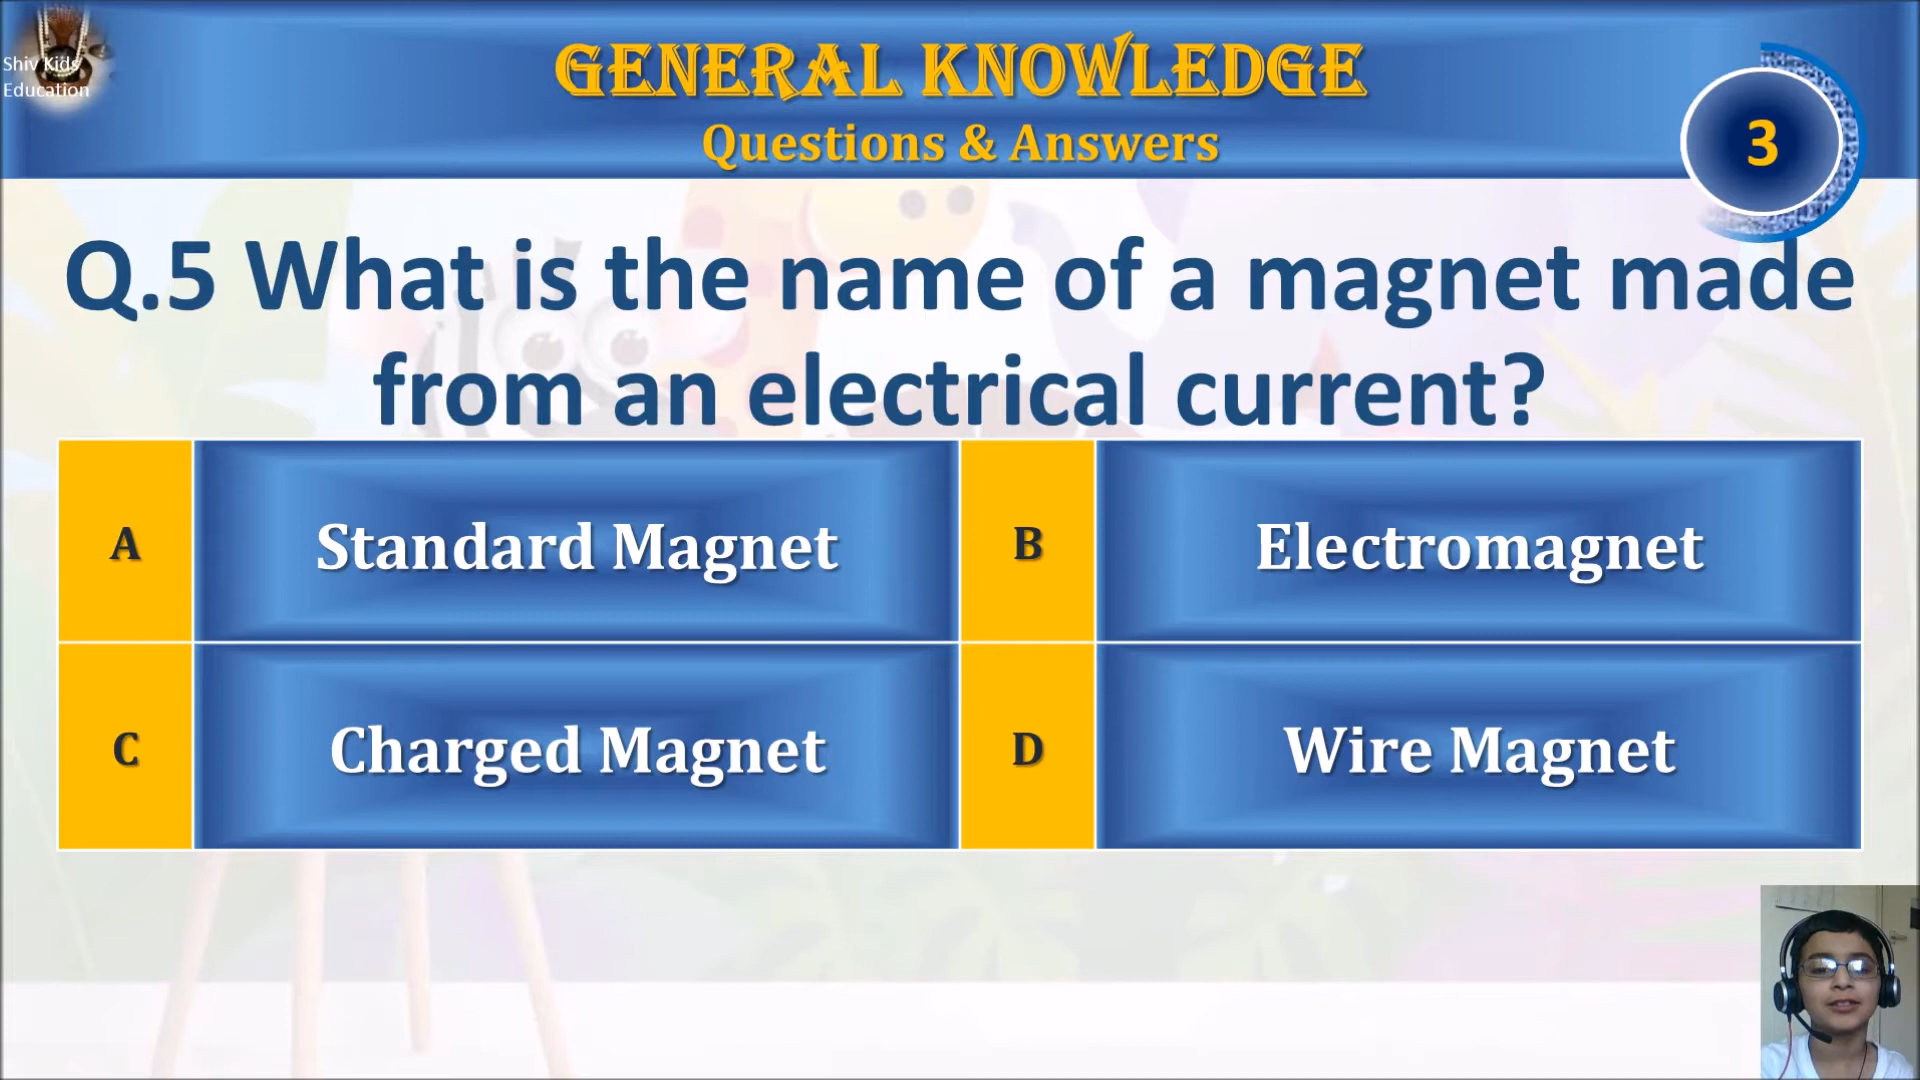 Shiv Kids
Education
GENERAL KNOWLEDGE
Questions & Answers
3
Q.5 What is the name of a magnet made
from an electrical current?
A
Standard Magnet
B
Electromagnet
C
Charged Magnet
D
Wire Magnet